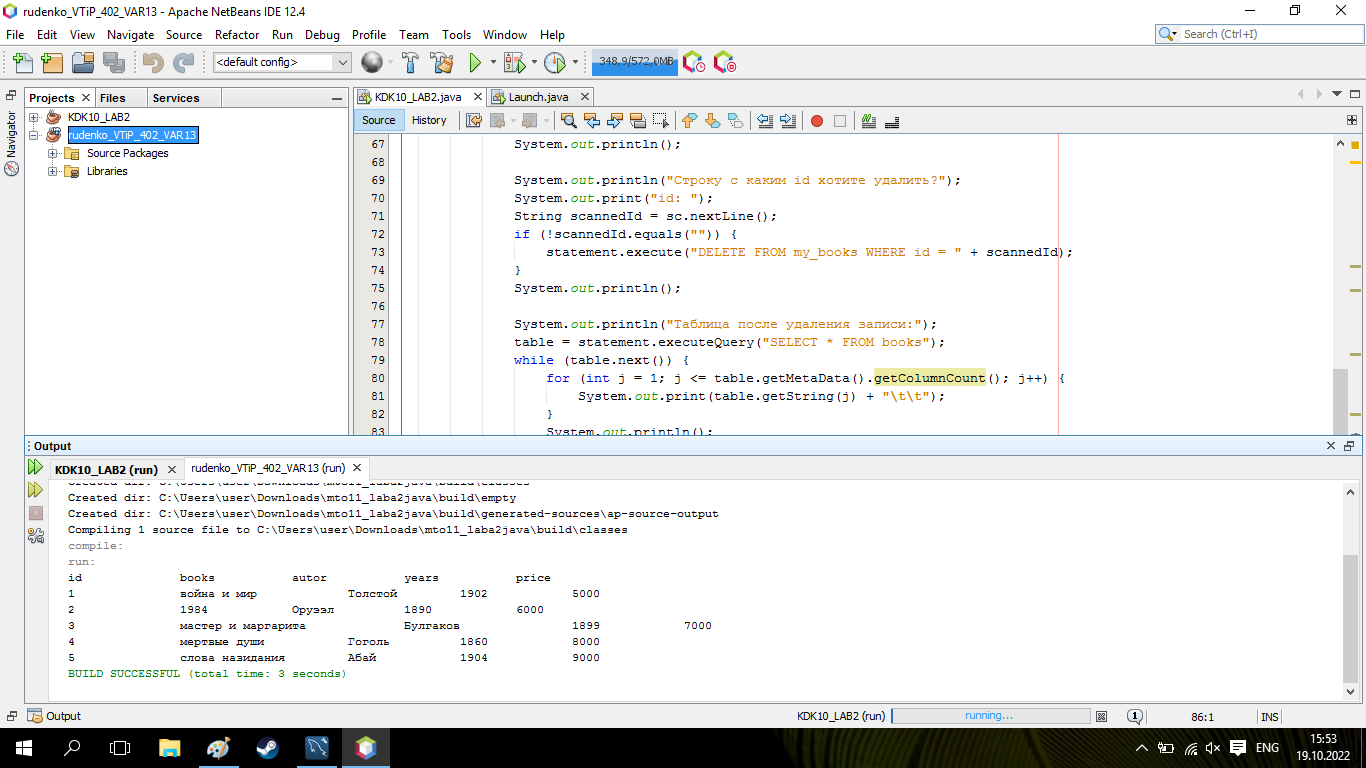 rudenko_VTiP_402_VAR13 - Apache NetBeans IDE 12.4
File Edit View Navigate Source Refactor Run Debug Profile Team Tools Window Help
Search (Ctrl+I)
<default config>
348,9/572,0MB
Projects Files Services
KDK10_LAB2.java Launch.java
Navigator
KDK10_LAB2
rudenko_VTiP_402_VAR13
Source Packages
Libraries
Source History
67 System.out.println();
68
69 System.out.println("Строку с каким id хотите удалить?");
70 System.out.print("id: ");
71 String scannedId = sc.nextLine();
72 if (!scannedId.equals("")) {
73 statement.execute("DELETE FROM my_books WHERE id = " + scannedId);
74 }
75 System.out.println();
76
77 System.out.println("Таблица после удаления записи:");
78 table = statement.executeQuery("SELECT * FROM books");
79 while (table.next()) {
80 for (int j = 1; j <= table.getMetaData().getColumnCount(); j++) {
81 System.out.print(table.getString(j) + "\t\t");
82 }
83 System.out.println();
Output
KDK10_LAB2 (run) rudenko_VTiP_402_VAR13 (run)
Created dir: C:\Users\user\Downloads\mto11_laba2java\build\classes
Created dir: C:\Users\user\Downloads\mto11_laba2java\build\empty
Created dir: C:\Users\user\Downloads\mto11_laba2java\build\generated-sources\ap-source-output
Compiling 1 source file to C:\Users\user\Downloads\mto11_laba2java\build\classes
compile:
run:
id books autor years price
1 война и мир Толстой 1902 5000
2 1984 Оруэл 1890 6000
3 мастер и маргарита Булгаков 1899 7000
4 мертвые души Гоголь 1860 8000
5 слова назидания Абай 1904 9000
BUILD SUCCESSFUL (total time: 3 seconds)
Output KDK10_LAB2 (run) running... 1 86:1 INS
ENG
15:53
19.10.2022